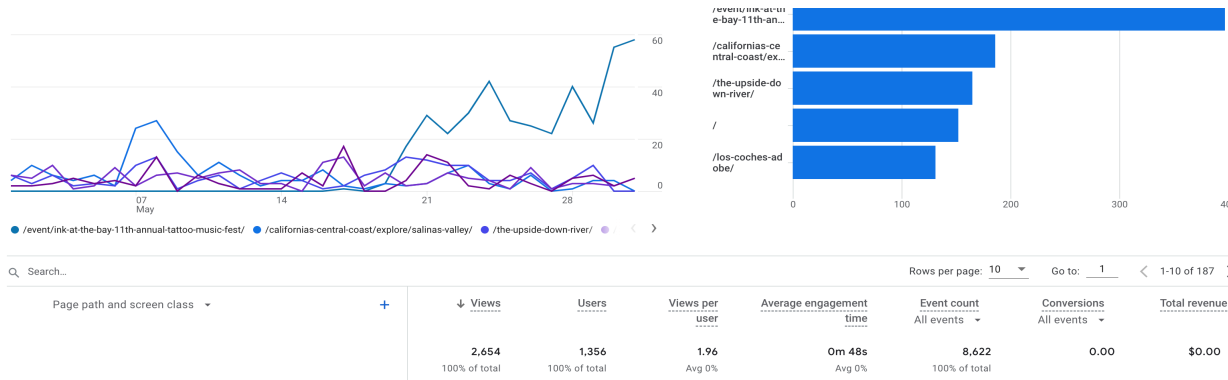 /event/ink-at-th
e-bay-11th-an…
60
/californias-ce
ntral-coast/ex…
40
/the-upside-do
wn-river/
20
/
/los-coches-ad
obe/
0
07
May
14
21
28
0
100
200
300
40
/event/ink-at-the-bay-11th-annual-tattoo-music-fest/ /californias-central-coast/explore/salinas-valley/ /the-upside-down-river/
Search…
Rows per page: 10 Go to: 1 1-10 of 187
Page path and screen class + Views Users Views per user Average engagement time Event count All events Conversions All events Total revenue
2,654 1,356 1.96 0m 48s 8,622 0.00 $0.00
100% of total 100% of total Avg 0% Avg 0% 100% of total